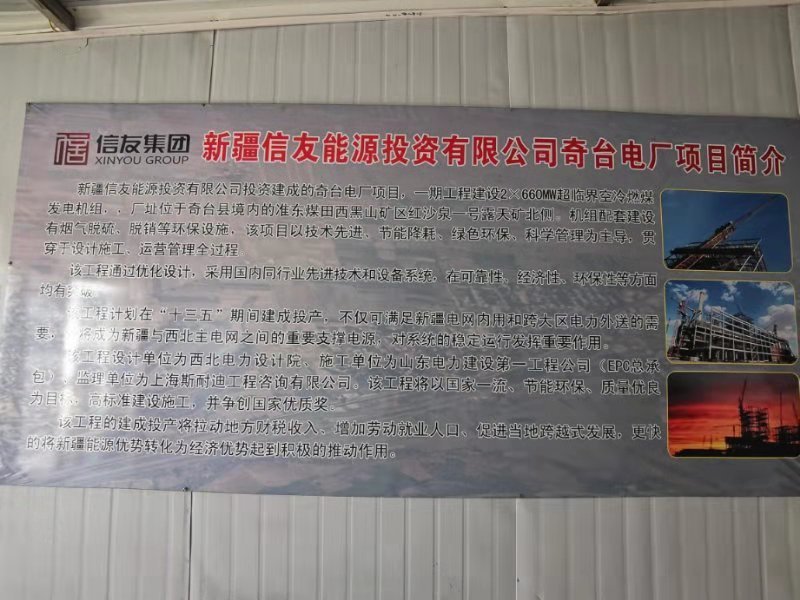 信友集团
XINYOU GROUP
新疆信友能源投资有限公司奇台电厂项目简介
新疆信友能源投资有限公司投资建成的奇台电厂项目，一期工程建设2×660MW超临界空冷燃煤
发电机组，，厂址位于奇台县境内的准东煤田西黑山矿区红沙泉一号露天矿北侧。机组配套建设
有烟气脱硫、脱销等环保设施，该项目以技术先进、节能降耗、绿色环保、科学管理为主导，贯
穿于设计施工、运营管理全过程。
该工程通过优化设计，采用国内同行业先进技术和设备系统，在可靠性、经济性、环保性等方面
均有突破。
该工程计划在“十三五”期间建成投产，不仅可满足新疆电网内用和跨大区电力外送的需
要，将成为新疆与西北主电网之间的重要支撑电源，对系统的稳定运行发挥重要作用。
该工程设计单位为西北电力设计院、施工单位为山东电力建设第一工程公司（EPC总承
包）、监理单位为上海斯耐迪工程咨询有限公司。该工程将以国家一流、节能环保、质量优良
为目标，高标准建设施工，并争创国家优质奖。
该工程的建成投产将拉动地方财税收入、增加劳动就业人口、促进当地跨越式发展，更快
的将新疆能源优势转化为经济优势起到积极的推动作用。